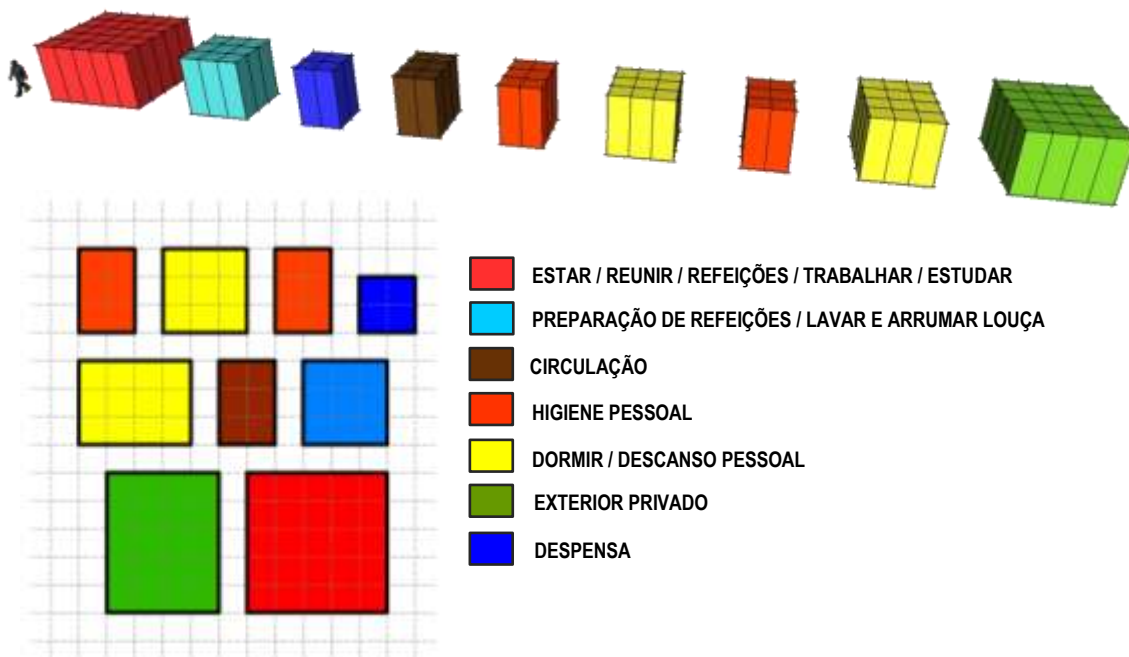 ESTAR / REUNIR / REFEIÇÕES / TRABALHAR / ESTUDAR
PREPARAÇÃO DE REFEIÇÕES / LAVAR E ARRUMAR LOUÇA
CIRCULAÇÃO
HIGIENE PESSOAL
DORMIR / DESCANSO PESSOAL
EXTERIOR PRIVADO
DESPENSA